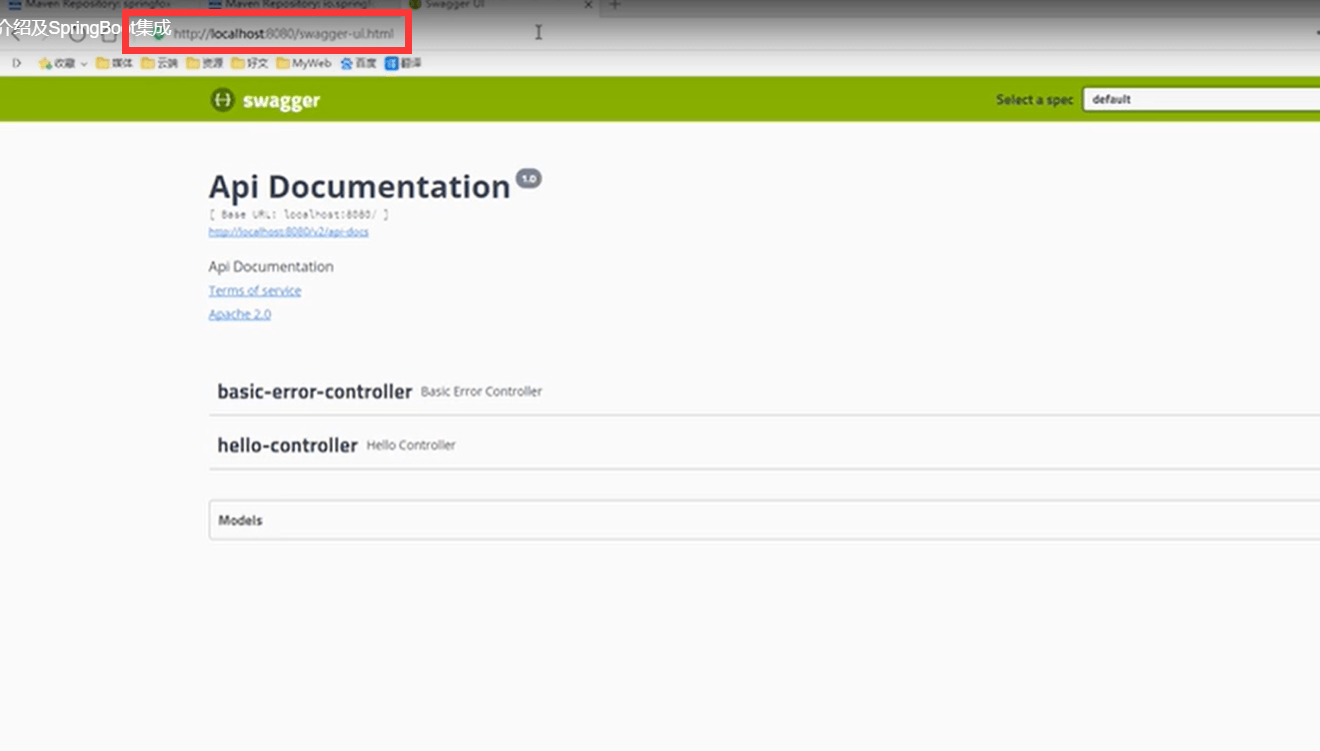 Maven Repository: springfox
Maven Repository: io.spring
Swagger UI
介绍及SpringBoot集成
http://localhost:8080/swagger-ui.html
收藏 媒体 云端 资源 好文 MyWeb 百度 翻译
swagger
Select a spec default
Api Documentation 1.0
[ Base URL: localhost:8080/ ]
http://localhost:8080/v2/api-docs
Api Documentation
Terms of service
Apache 2.0
basic-error-controller Basic Error Controller
hello-controller Hello Controller
Models